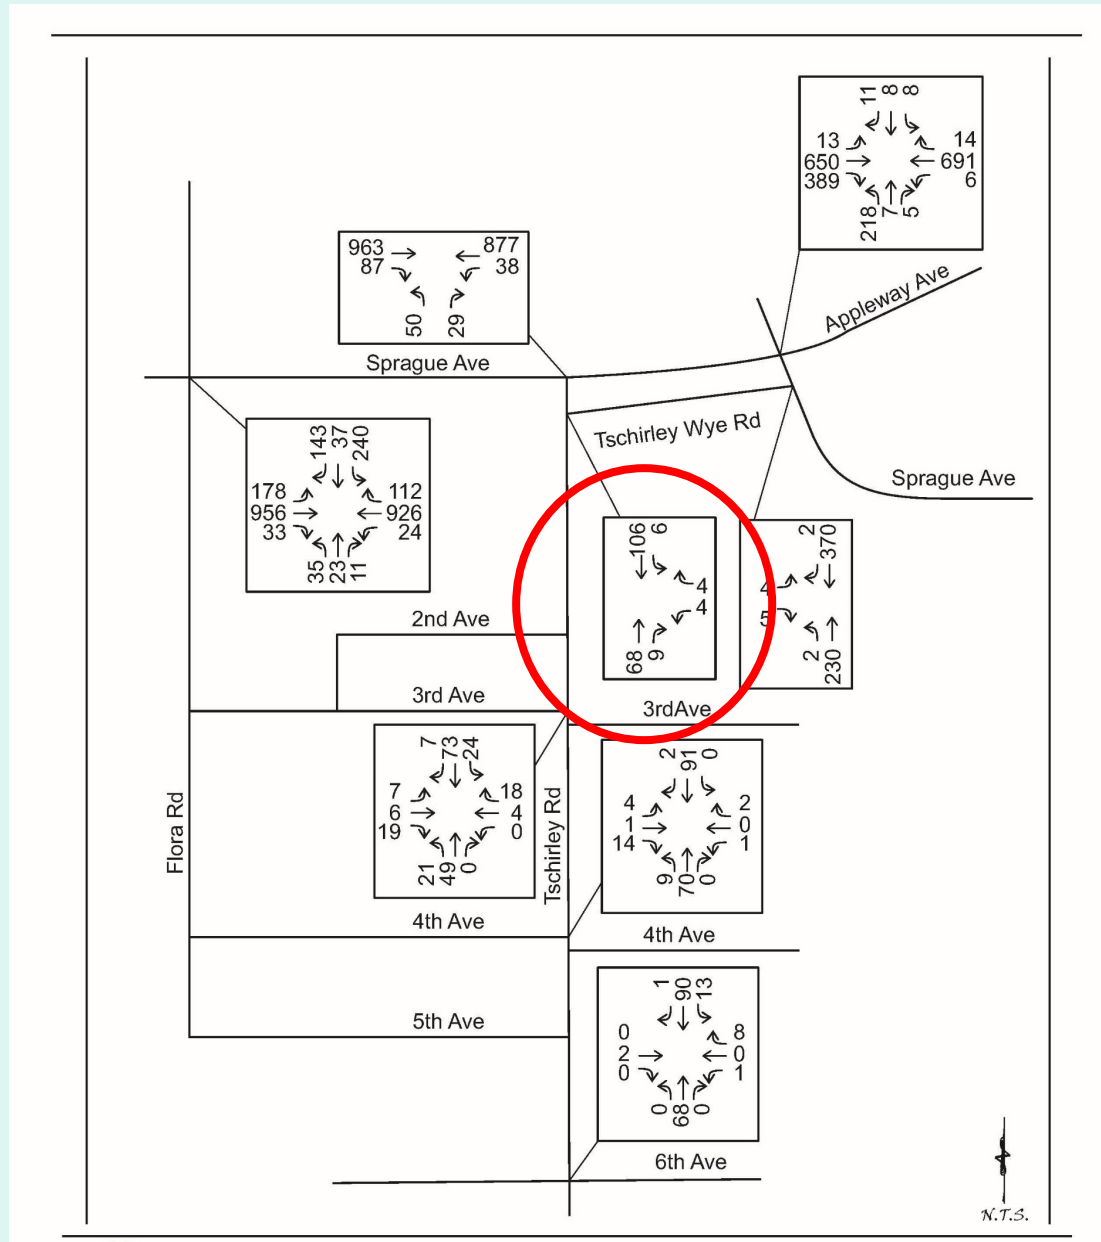 11 8 8
13 14
650 691
389 6
218 7 5
Appleway Ave
963 877
87 38
50 29
Sprague Ave
Tschirley Wye Rd
Sprague Ave
143 37 240
178 112
956 926
33 24
35 23 11
106 6
4
4
68 9
2 370
4
5
2 230
2nd Ave
3rd Ave
3rdAve
7 73 24
7 18
6 4
19 0
21 49 0
2 91 0
4 2
1 0
14 1
9 70 0
Flora Rd
Tschirley Rd
4th Ave
4th Ave
1 90 13
0 8
2 0
0 1
0 68 0
5th Ave
6th Ave
N.T.S.